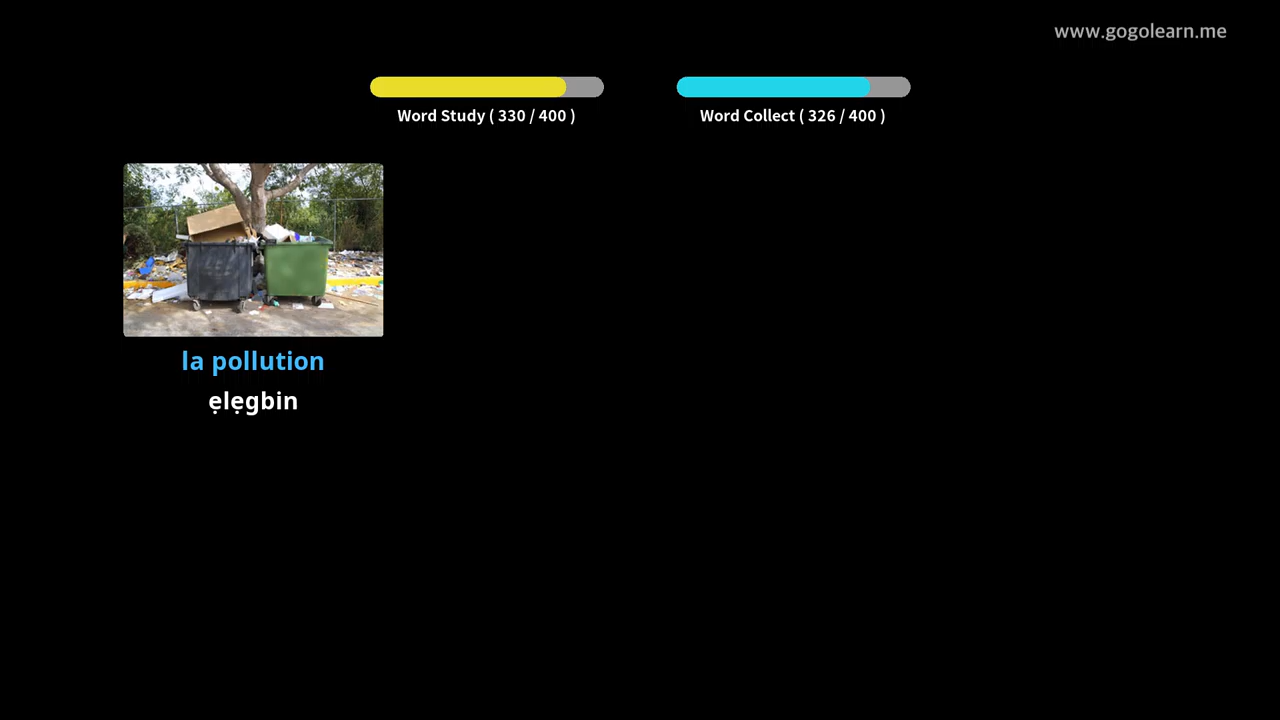 www.gogolearn.me
Word Study ( 330 / 400 )
Word Collect ( 326 / 400 )
la pollution
ẹlẹgbin